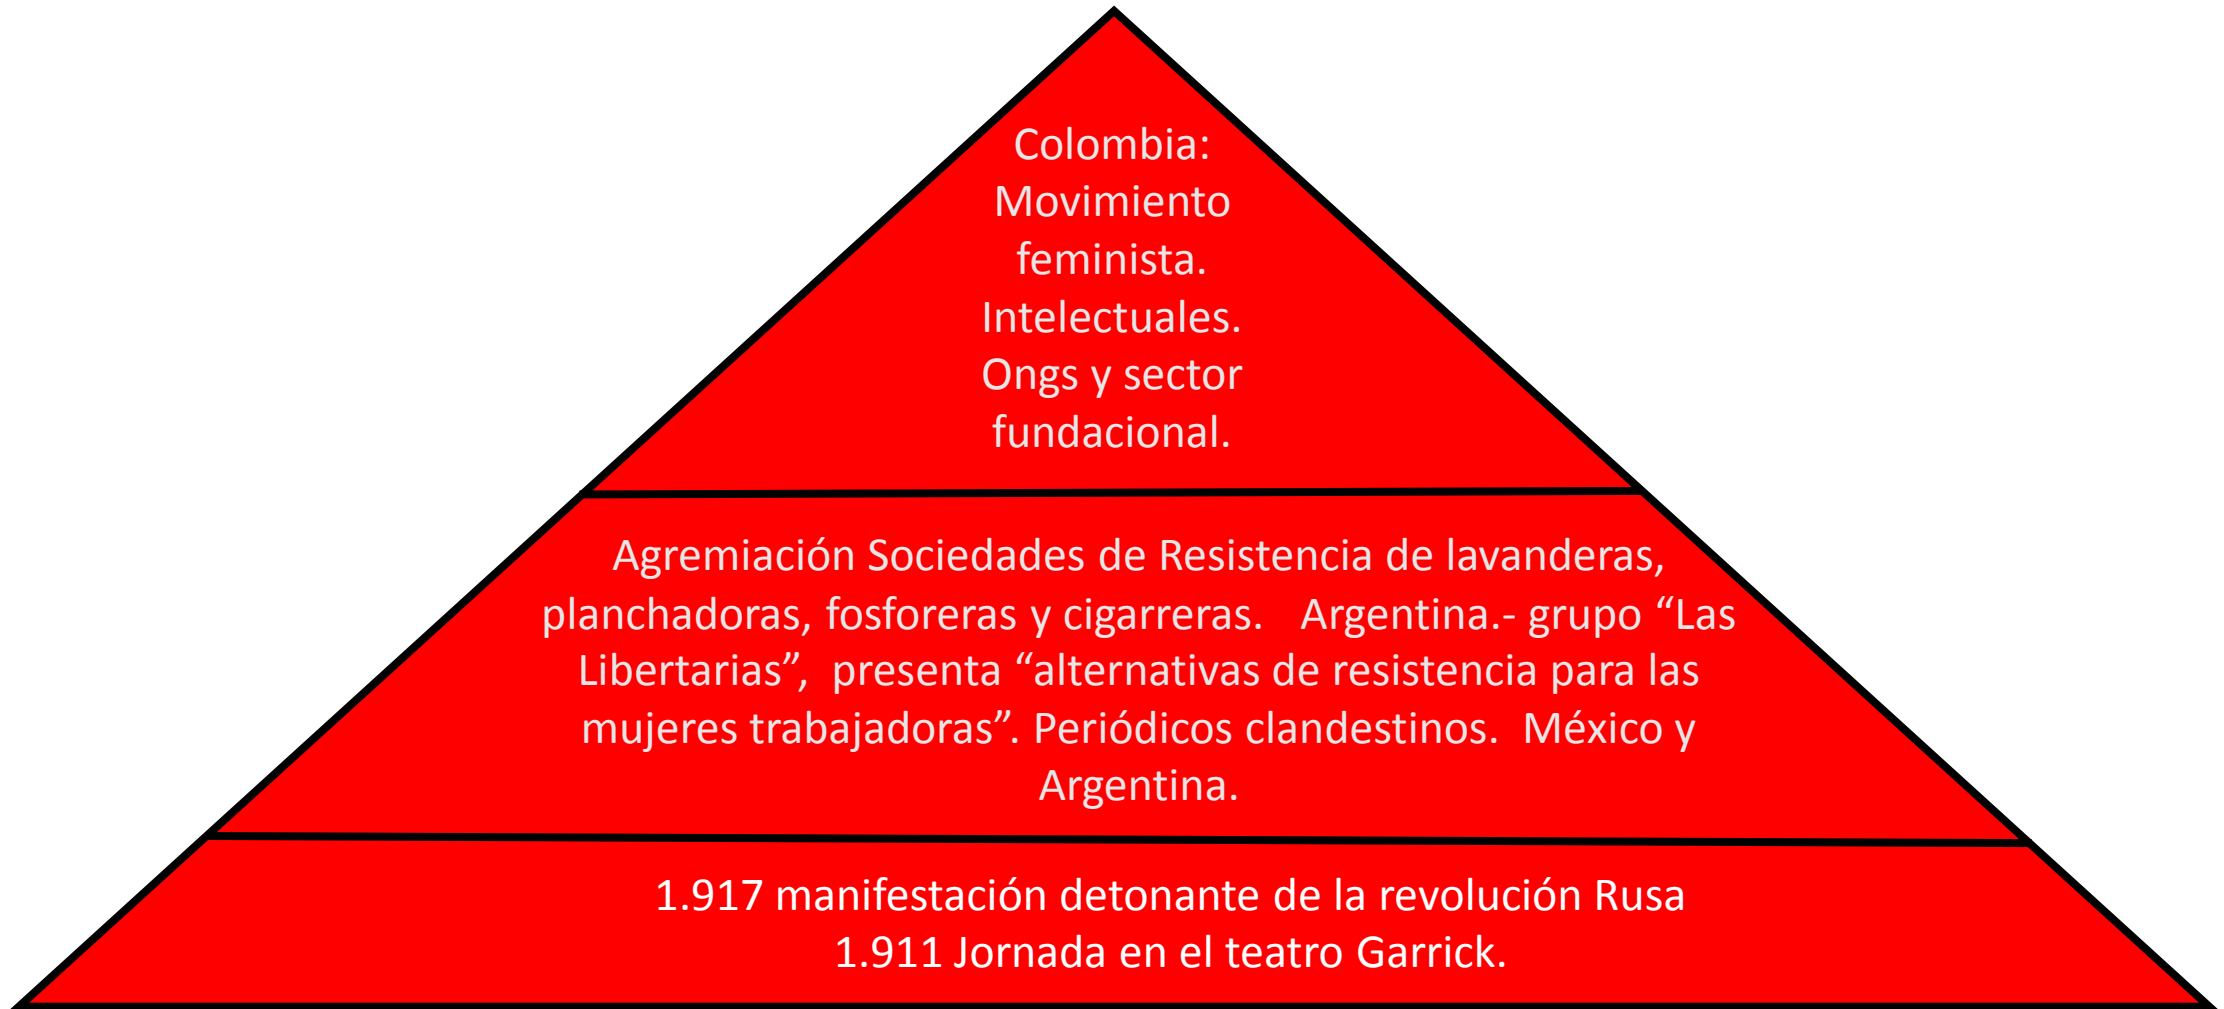 Colombia:
Movimiento
feminista.
Intelectuales.
Ongs y sector
fundacional.
Agremiación Sociedades de Resistencia de lavanderas,
planchadoras, fosforeras y cigarreras.   Argentina.- grupo “Las
Libertarias”,  presenta “alternativas de resistencia para las
mujeres trabajadoras”. Periódicos clandestinos.  México y
Argentina.
1.917 manifestación detonante de la revolución Rusa
1.911 Jornada en el teatro Garrick.